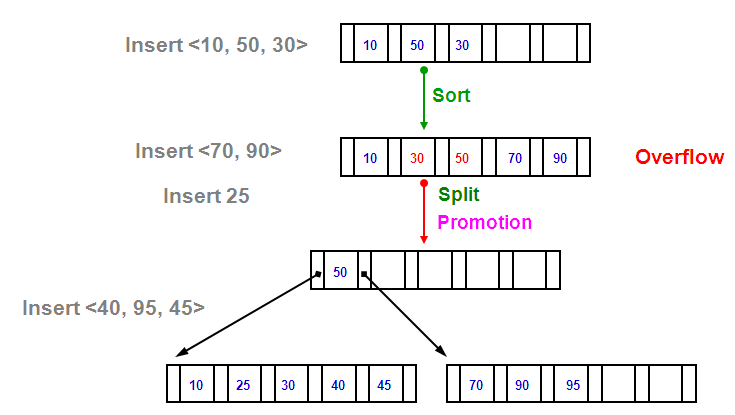 Insert <10, 50, 30>
10 50 30
Sort
Insert <70, 90>
10 30 50 70 90
Overflow
Insert 25
Split
Promotion
50
Insert <40, 95, 45>
10 25 30 40 45
70 90 95